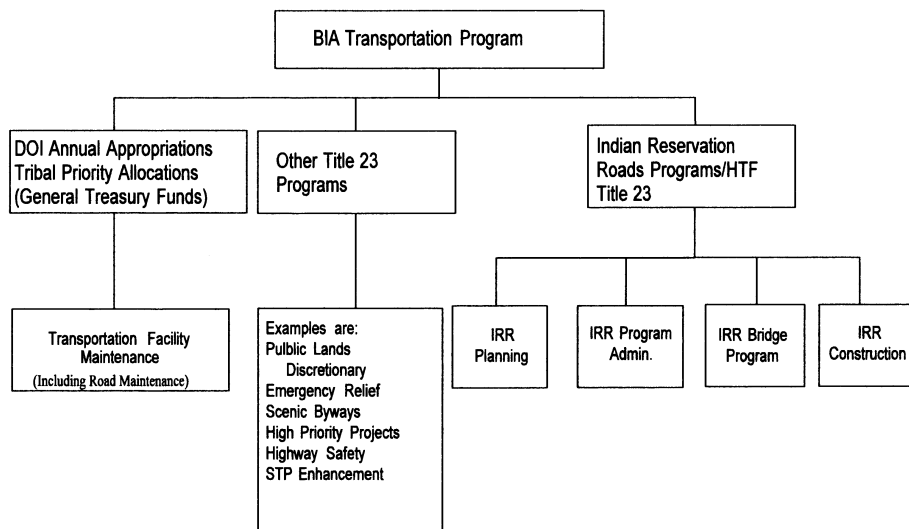 BIA Transportation Program
DOI Annual Appropriations
Tribal Priority Allocations
(General Treasury Funds)
Other Title 23
Programs
Indian Reservation
Roads Programs/HTF
Title 23
Transportation Facility
Maintenance
(Including Road Maintenance)
Examples are:
Pulblic Lands
Discretionary
Emergency Relief
Scenic Byways
High Priority Projects
Highway Safety
STP Enhancement
IRR
Planning
IRR Program
Admin.
IRR Bridge
Program
IRR
Construction